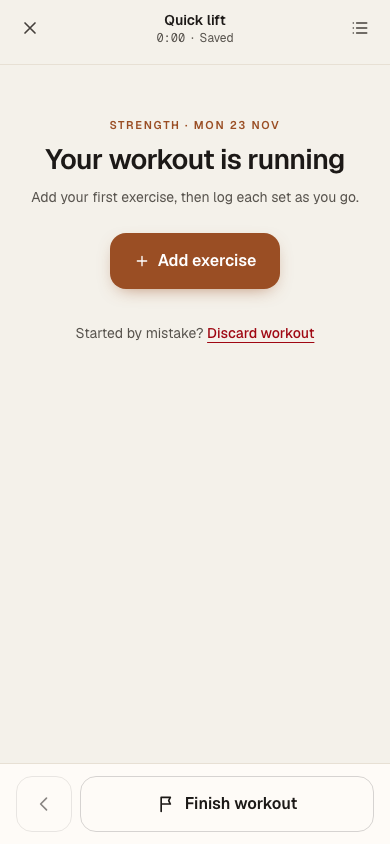 Quick lift
0:00 · Saved
STRENGTH · MON 23 NOV
Your workout is running
Add your first exercise, then log each set as you go.
Add exercise
Started by mistake? Discard workout
Finish workout